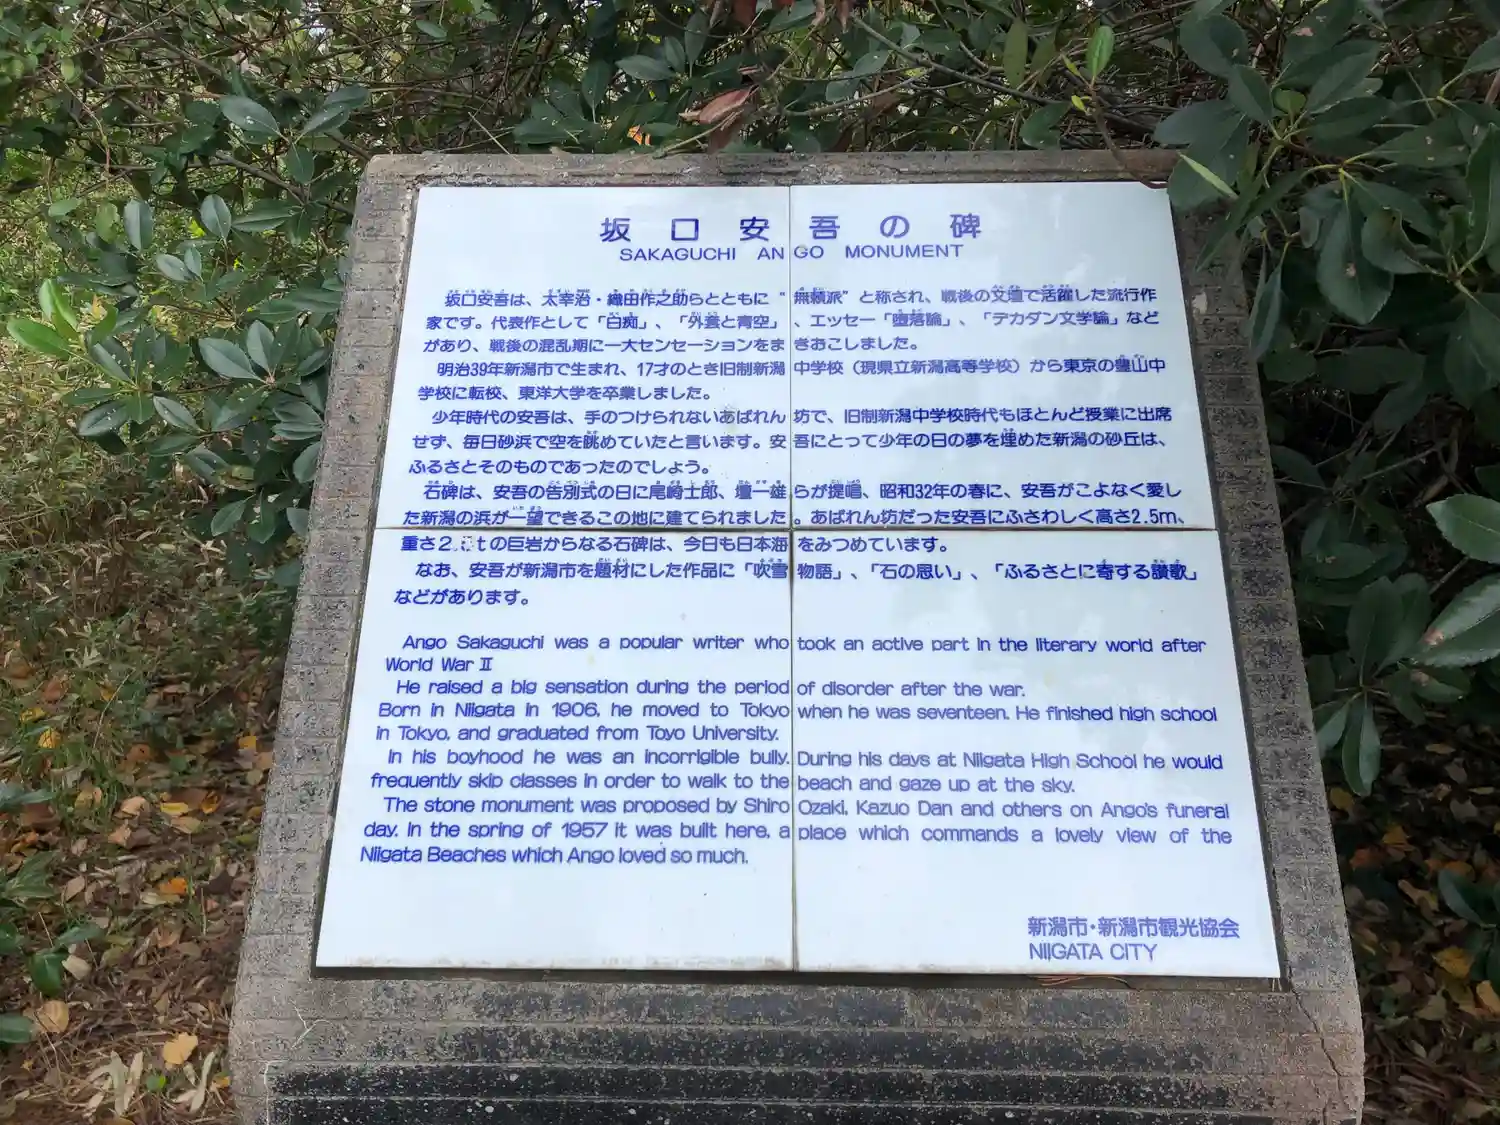 坂口安吾の碑
SAKAGUCHI ANGO MONUMENT
坂口安吾は、太宰治・織田作之助らとともに“無頼派”と称され、戦後の文壇で活躍した流行作
家です。代表作として「白痴」、「外套と青空」、エッセー「堕落論」、「デカダン文学論」など
があり、戦後の混乱期に一大センセーションをまきおこしました。
明治39年新潟市で生まれ、17才のとき旧制新潟中学校（現県立新潟高等学校）から東京の豊山中
学校に転校、東洋大学を卒業しました。
少年時代の安吾は、手のつけられないあばれん坊で、旧制新潟中学校時代もほとんど授業に出席
せず、毎日砂浜で空を眺めていたと言います。安吾にとって少年の日の夢を埋めた新潟の砂丘は、
ふるさとそのものであったのでしょう。
石碑は、安吾の告別式の日に尾崎士郎、壇一雄らが提唱、昭和32年の春に、安吾がこよなく愛し
た新潟の浜が一望できるこの地に建てられました。あばれん坊だった安吾にふさわしく高さ2.5m、
重さ tの巨岩からなる石碑は、今日も日本海をみつめています。
なお、安吾が新潟市を題材にした作品に「吹雪物語」、「石の思い」、「ふるさとに寄する讃歌」
などがあります。
Ango Sakaguchi was a popular writer who took an active part in the literary world after
World War Ⅱ
He raised a big sensation during the period of disorder after the war.
Born in Niigata in 1906, he moved to Tokyo when he was seventeen. He finished high school
in Tokyo, and graduated from Toyo University.
In his boyhood he was an incorrigible bully. During his days at Niigata High School he would
frequently skip classes in order to walk to the beach and gaze up at the sky.
The stone monument was proposed by Shiro Ozaki, Kazuo Dan and others on Ango's funeral
day. In the spring of 1957 it was built here, a place which commands a lovely view of the
Niigata Beaches which Ango loved so much.
新潟市・新潟市観光協会
NIIGATA CITY